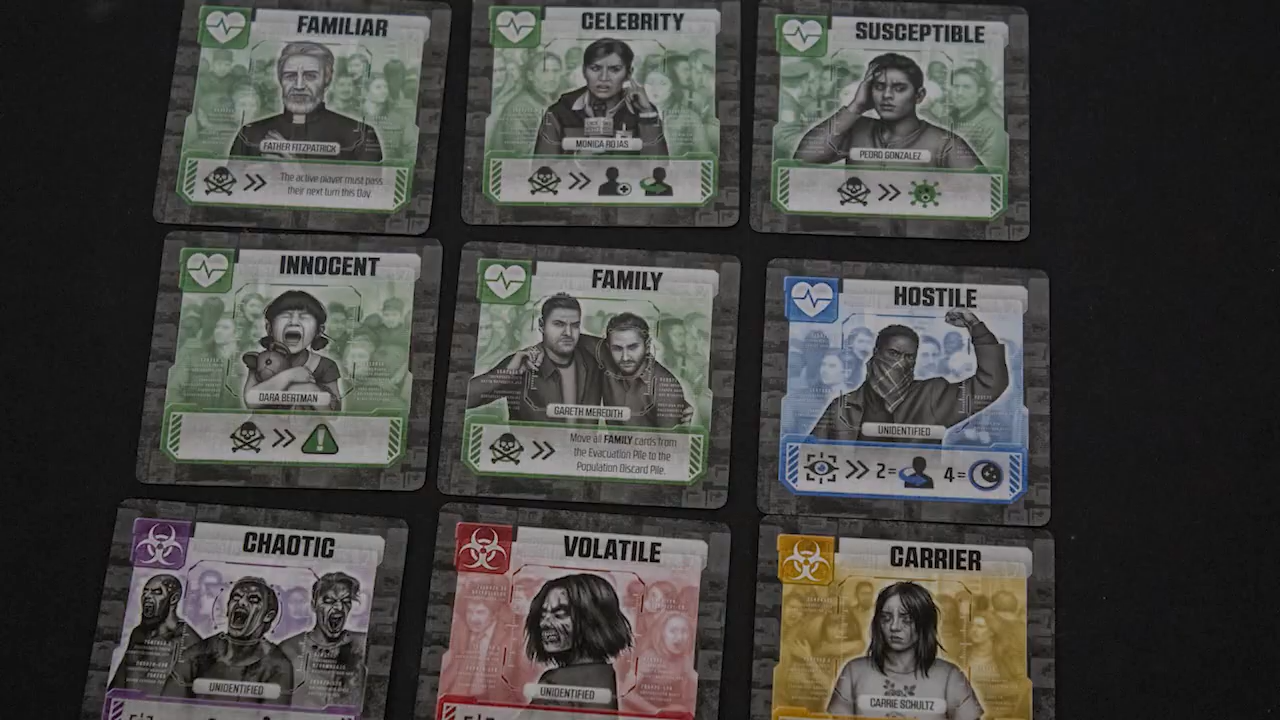 FAMILIAR
FATHER FITZPATRICK
The active player must pass
their next turn this Day
CELEBRITY
MONICA ROJAS
SUSCEPTIBLE
PEDRO GONZALEZ
INNOCENT
DARA BERTMAN
FAMILY
GARETH MEREDITH
Move all FAMILY cards from
the Evacuation Pile to the
Population Discard Pile.
HOSTILE
UNIDENTIFIED
2= 4=
CHAOTIC
UNIDENTIFIED
VOLATILE
UNIDENTIFIED
CARRIER
CARRIE SCHULTZ